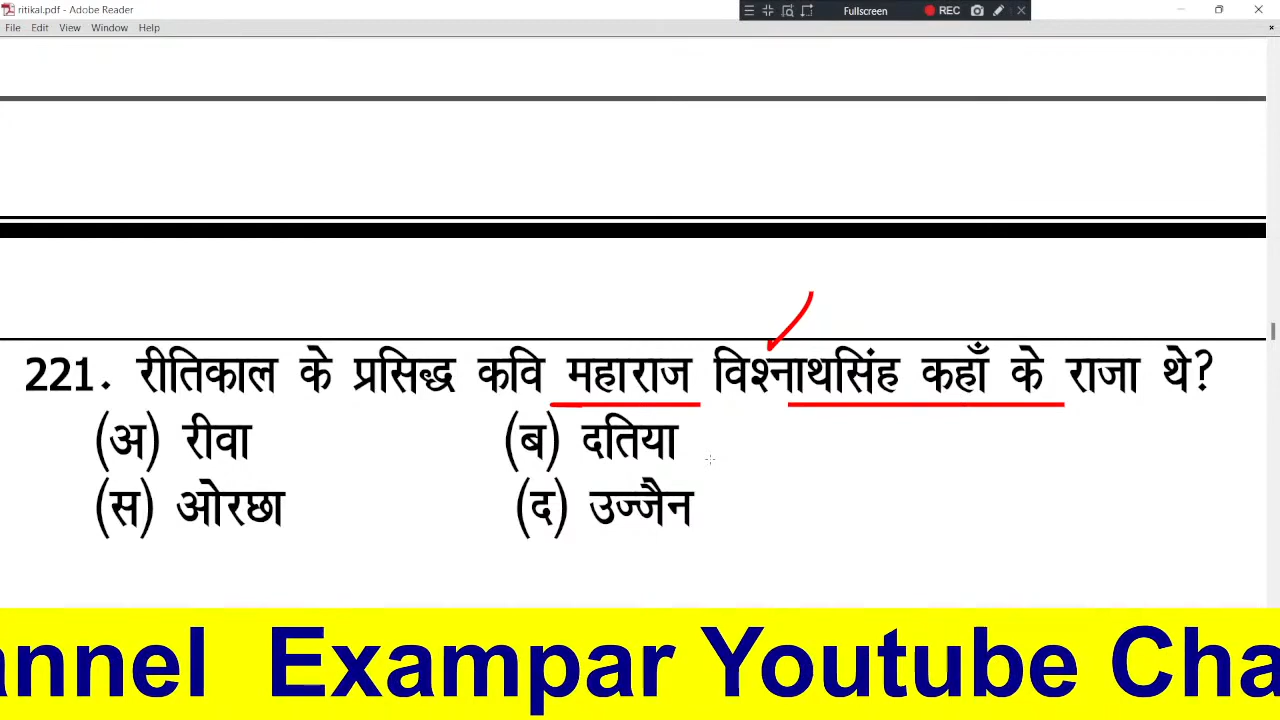 ritikal.pdf - Adobe Reader
Fullscreen REC
File Edit View Window Help
221. रीतिकाल के प्रसिद्ध कवि महाराज विश्नाथसिंह कहाँ के राजा थे?
(अ) रीवा (ब) दतिया
(स) ओरछा (द) उज्जैन
annel Exampar Youtube Cha